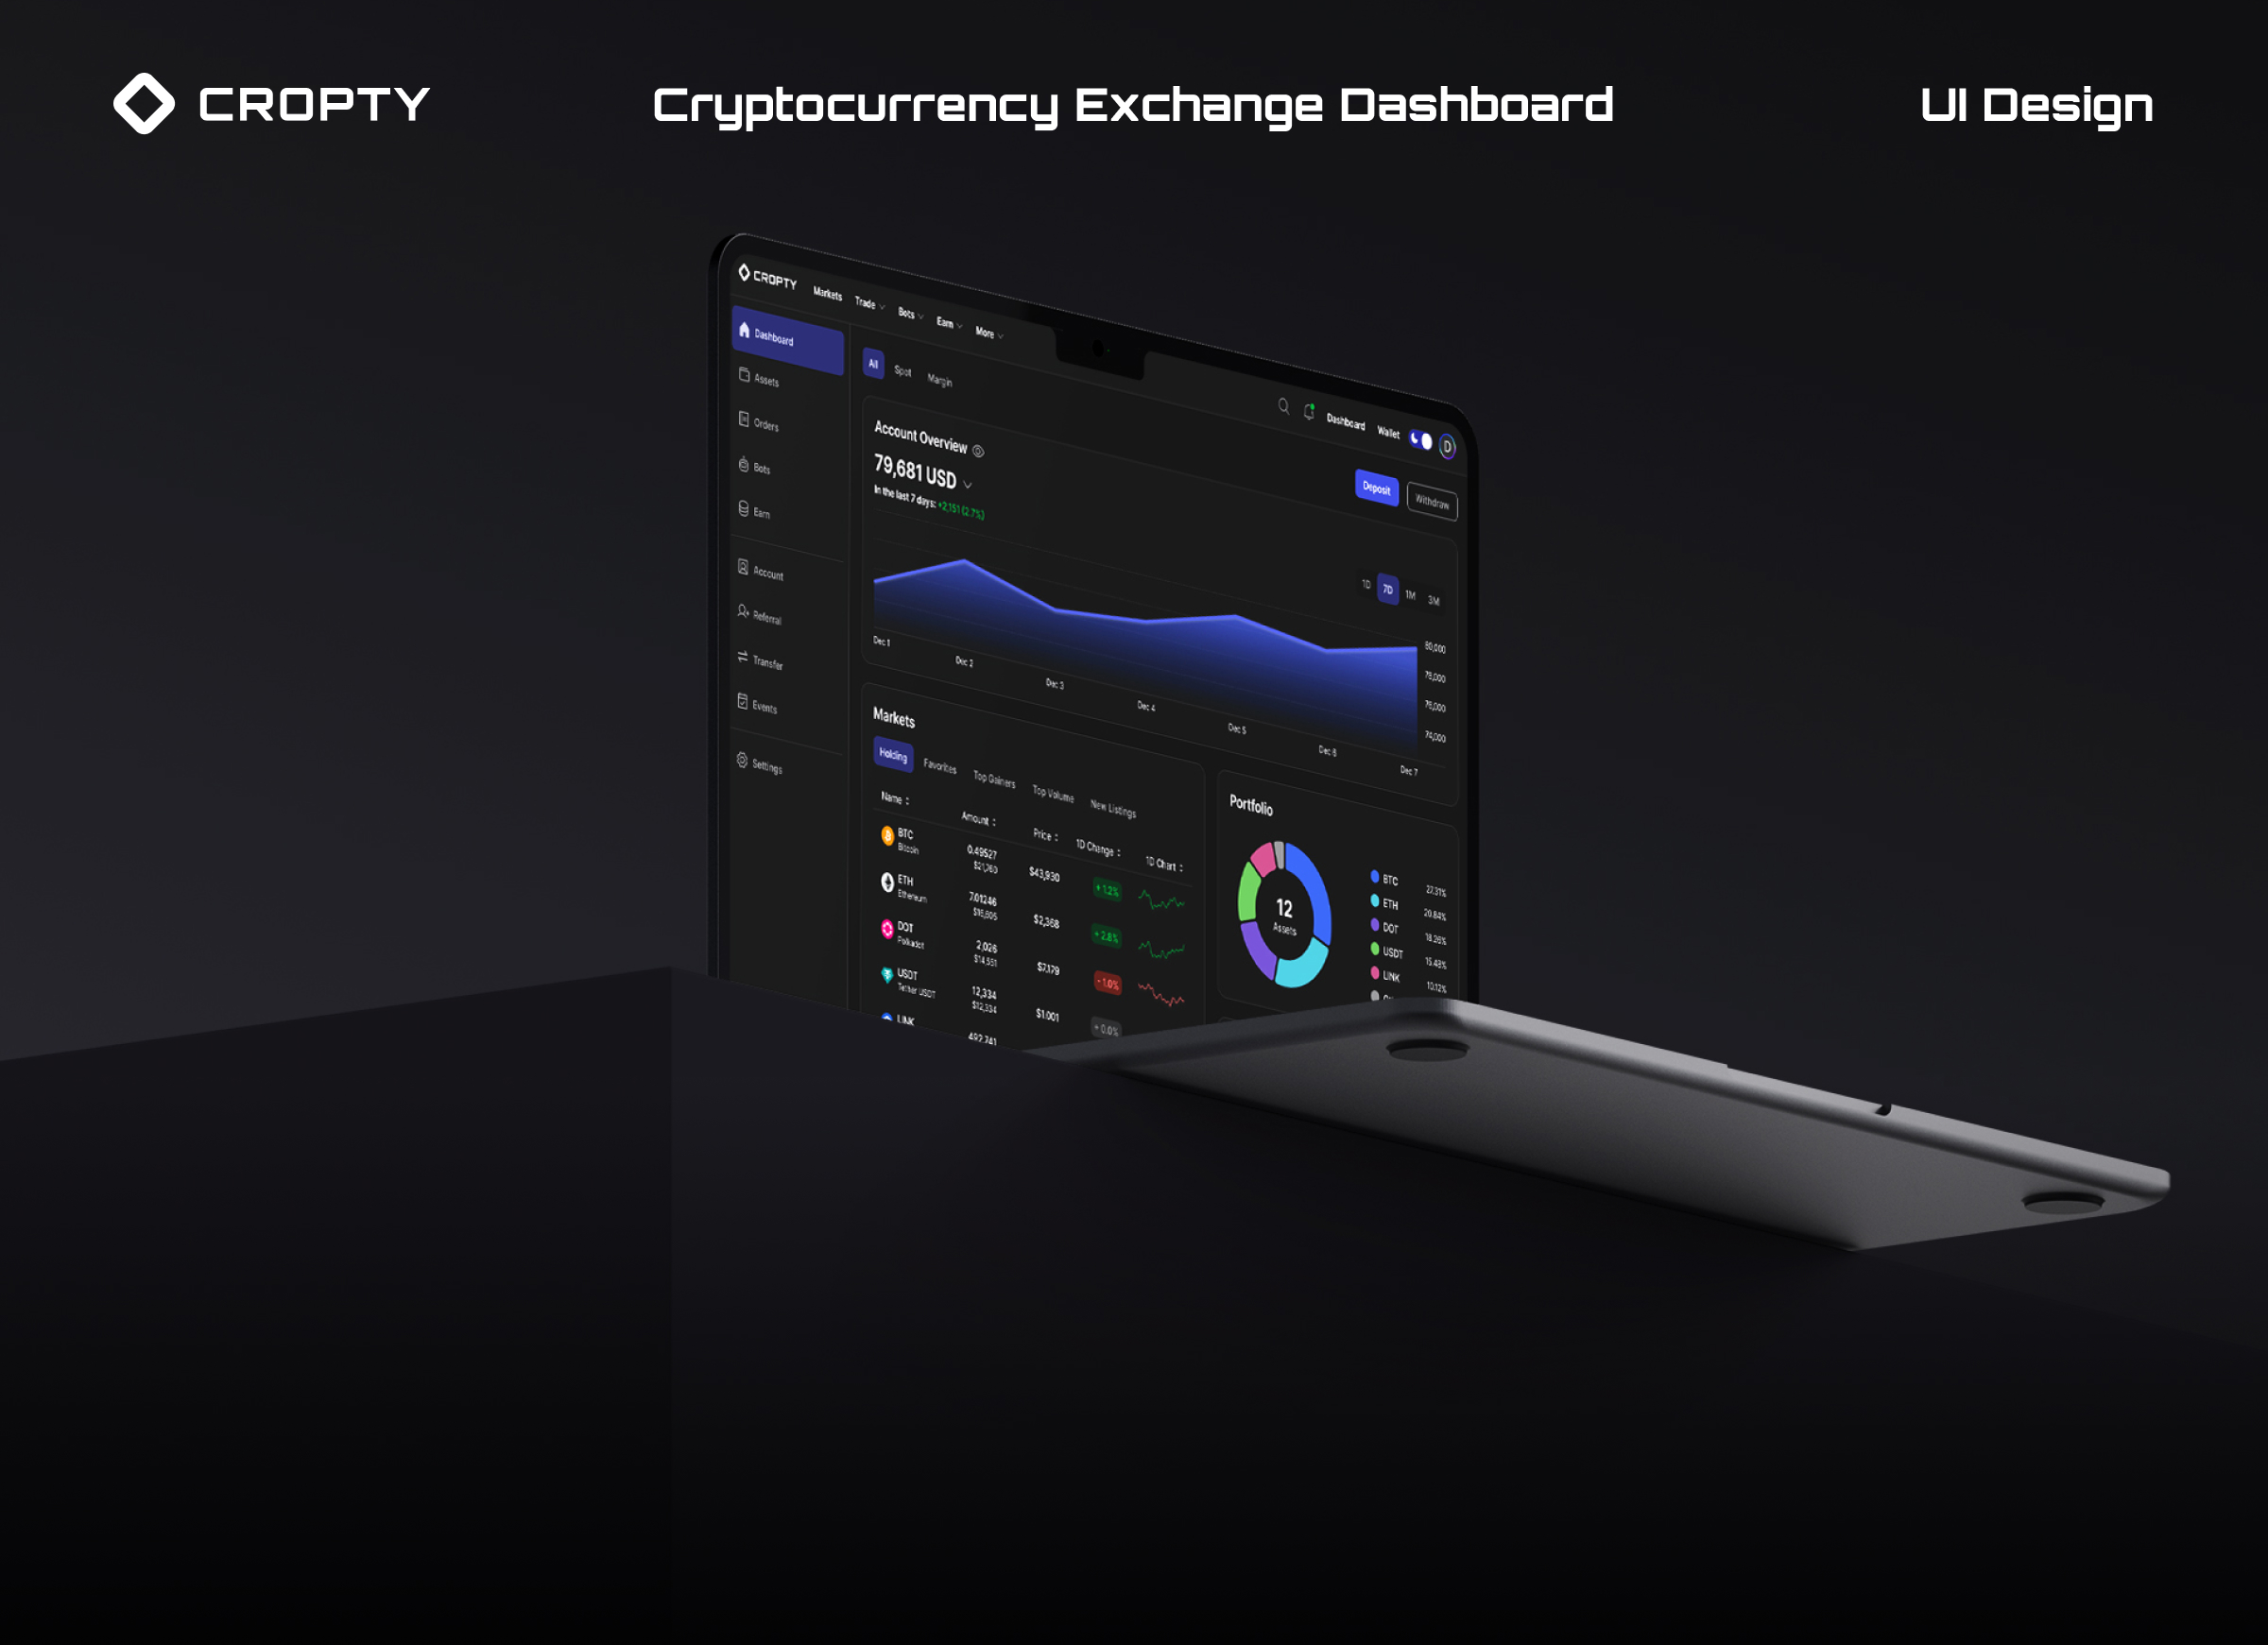 CROPTY
Cryptocurrency Exchange Dashboard
UI Design
CROPTY Markets Trade Bots Earn More
Dashboard Wallet D
Dashboard
Assets
Orders
Bots
Earn
Account
Referral
Transfer
Events
Settings
All Spot Margin
Account Overview
79,681 USD
In the last 7 days: +2,151 (2.7%)
Deposit Withdraw
1D 7D 1M 3M
80,000
78,000
76,000
74,000
Dec 1 Dec 2 Dec 3 Dec 4 Dec 5 Dec 6 Dec 7
Markets
Holding Favorites Top Gainers Top Volume New Listings
Name Amount Price 1D Change 1D Chart
BTC 0.49527 $43,930 +1.2%
Bitcoin $21,760
ETH 7.01246 $2,368 +2.8%
Ethereum $16,605
DOT 2,026 $7.179 -1.0%
Polkadot $14,551
USDT 12,334 $1.001 +0.0%
Tether USDT $12,334
LINK 492.741
Portfolio
12
Assets
BTC 27.31%
ETH 20.84%
DOT 18.26%
USDT 15.48%
LINK 10.12%